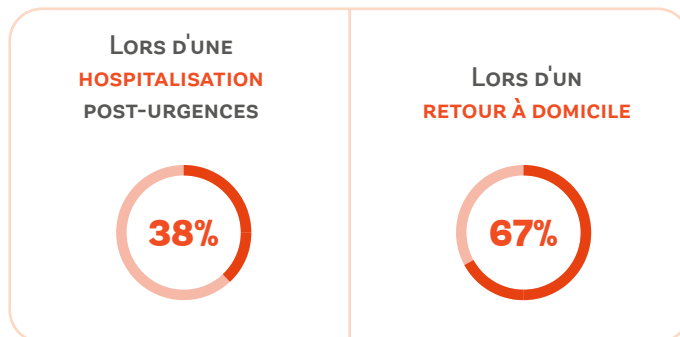 Lors d'une
hospitalisation
post-urgences
38%
Lors d'un
retour à domicile
67%